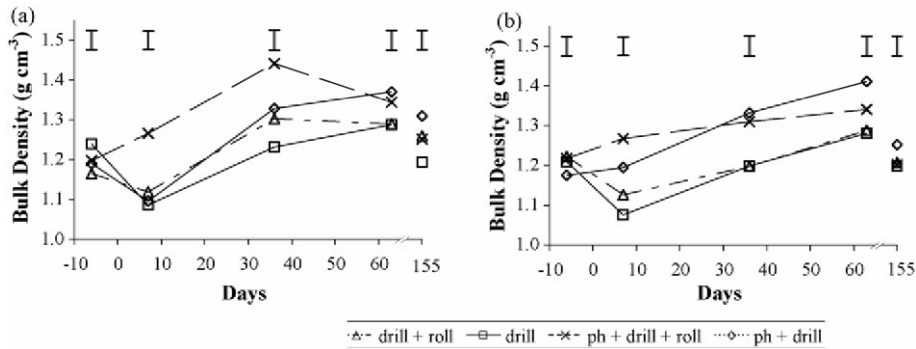 (a)
Bulk Density (g cm-3)
1.5
1.4
1.3
1.2
1.1
1.0
-10 0 10 20 30 40 50 60 155
Days
(b)
Bulk Density (g cm-3)
1.5
1.4
1.3
1.2
1.1
1.0
-10 0 10 20 30 40 50 60 155
Days
drill + roll drill ph + drill + roll ph + drill